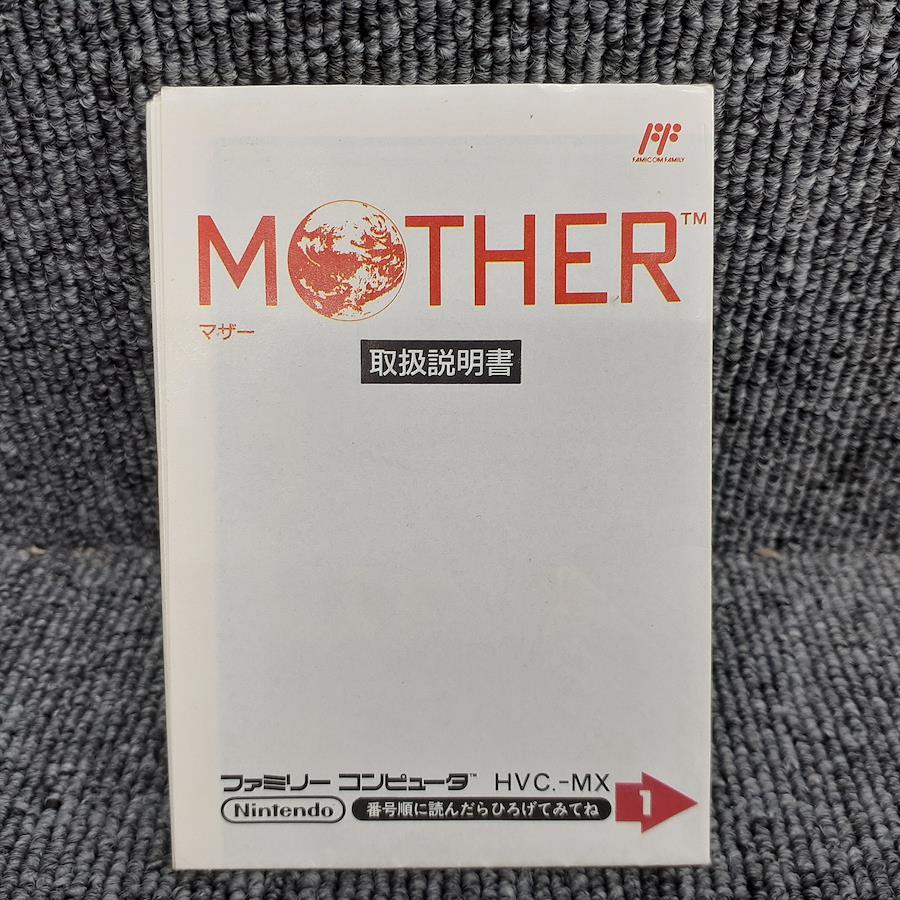 FAMICOM FAMILY
MOTHER™
マザー
取扱説明書
ファミリー コンピュータ™ HVC.-MX
Nintendo 番号順に読んだらひろげてみてね 1